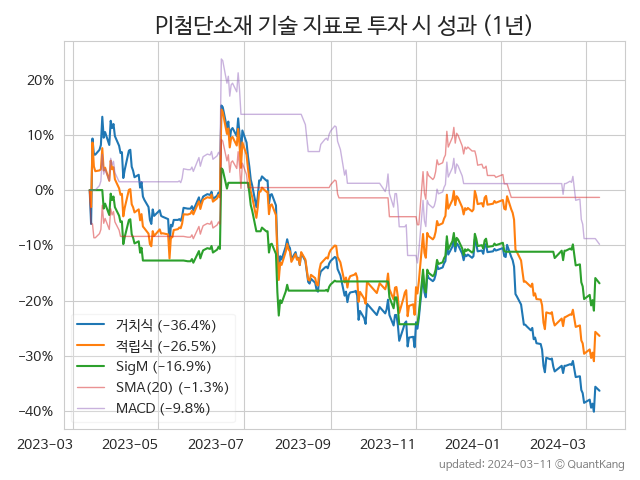 PI첨단소재 기술 지표로 투자 시 성과 (1년)
20%
10%
0%
−10%
−20%
−30%
−40%
거치식 (−36.4%)
적립식 (−26.5%)
SigM (−16.9%)
SMA(20) (−1.3%)
MACD (−9.8%)
2023-03
2023-05
2023-07
2023-09
2023-11
2024-01
2024-03
updated: 2024-03-11 © QuantKang